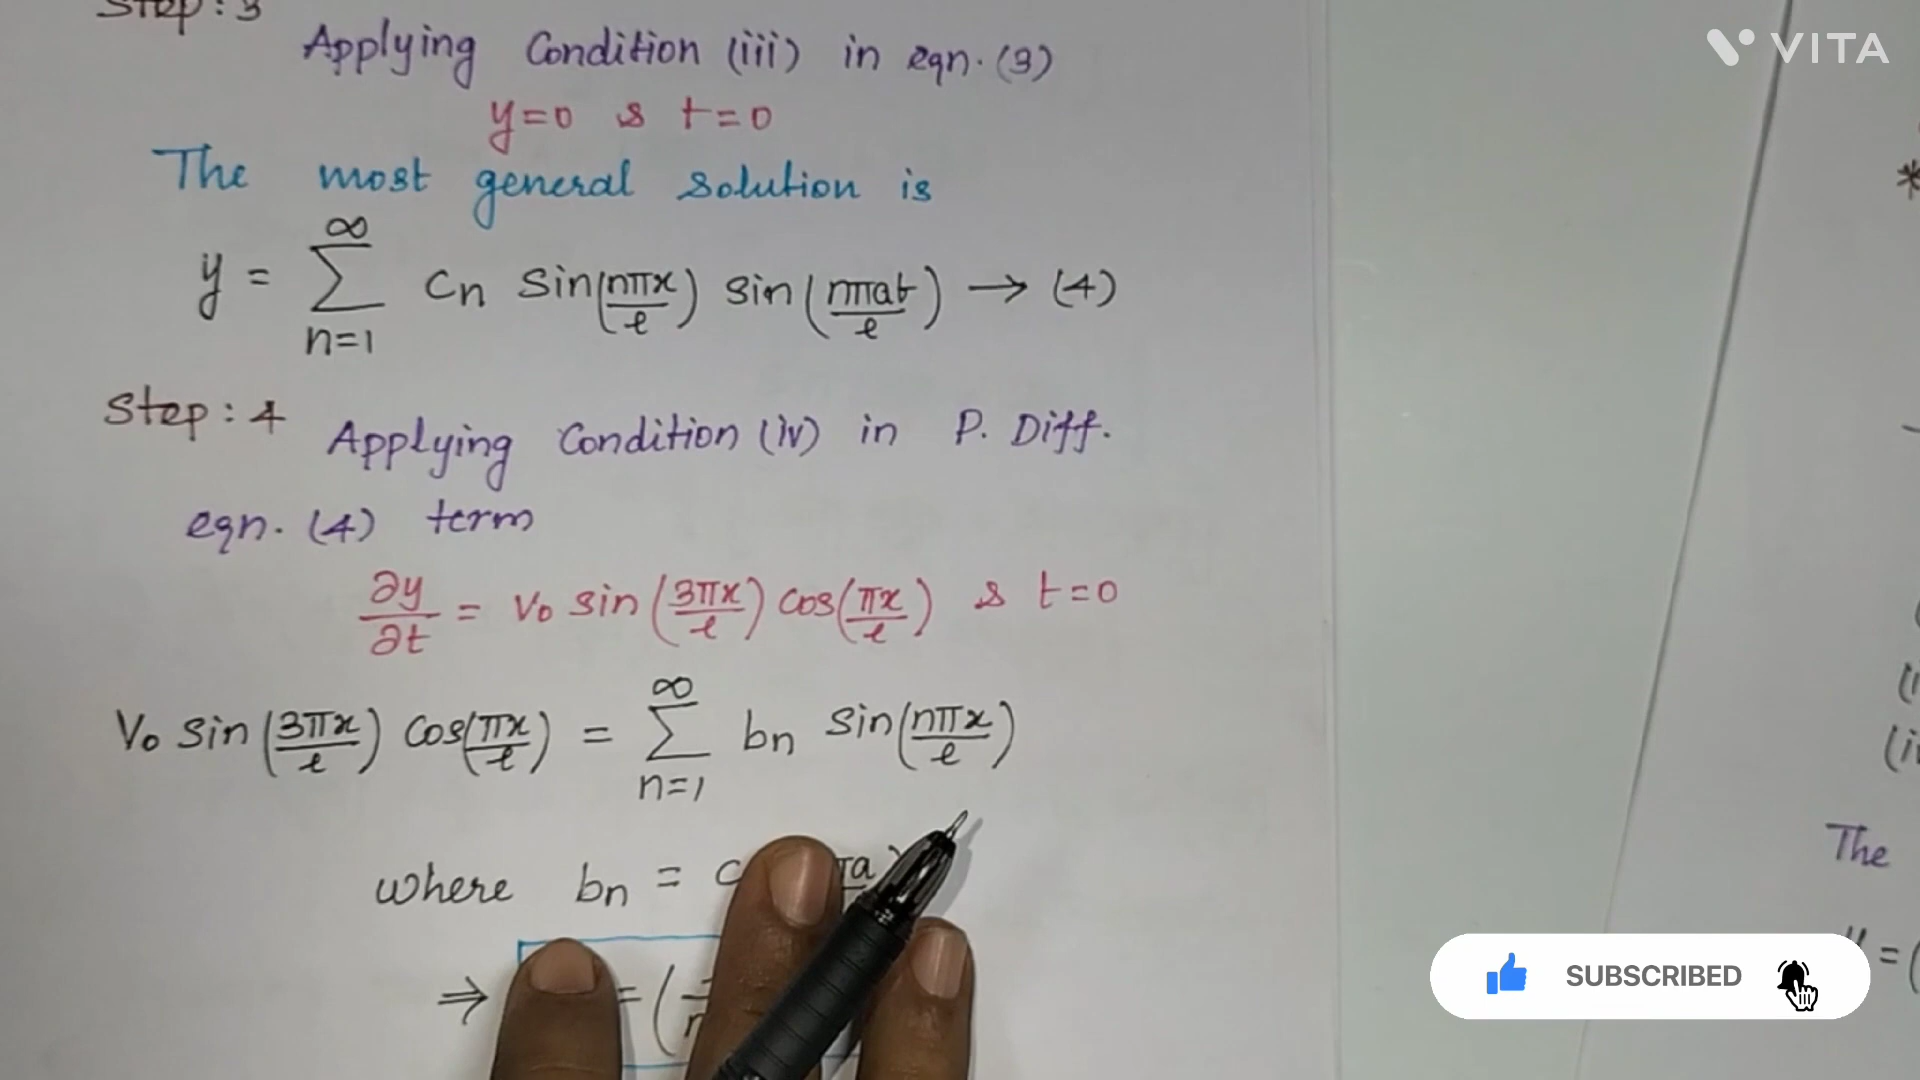 Step: 3
Applying Condition (iii) in eqn. (3)
y=0 & t=0
The most general solution is
y = ∑_{n=1}^{∞} Cn Sin(nπx/ℓ) sin(nπat/ℓ) → (4)
Step: 4 Applying Condition (iv) in P. Diff.
eqn. (4) term
∂y/∂t = V₀ sin(3πx/ℓ) cos(πx/ℓ) & t=0
V₀ sin(3πx/ℓ) cos(πx/ℓ) = ∑_{n=1}^{∞} bn sin(nπx/ℓ)
where bn =
⇒
VITA
The
SUBSCRIBED